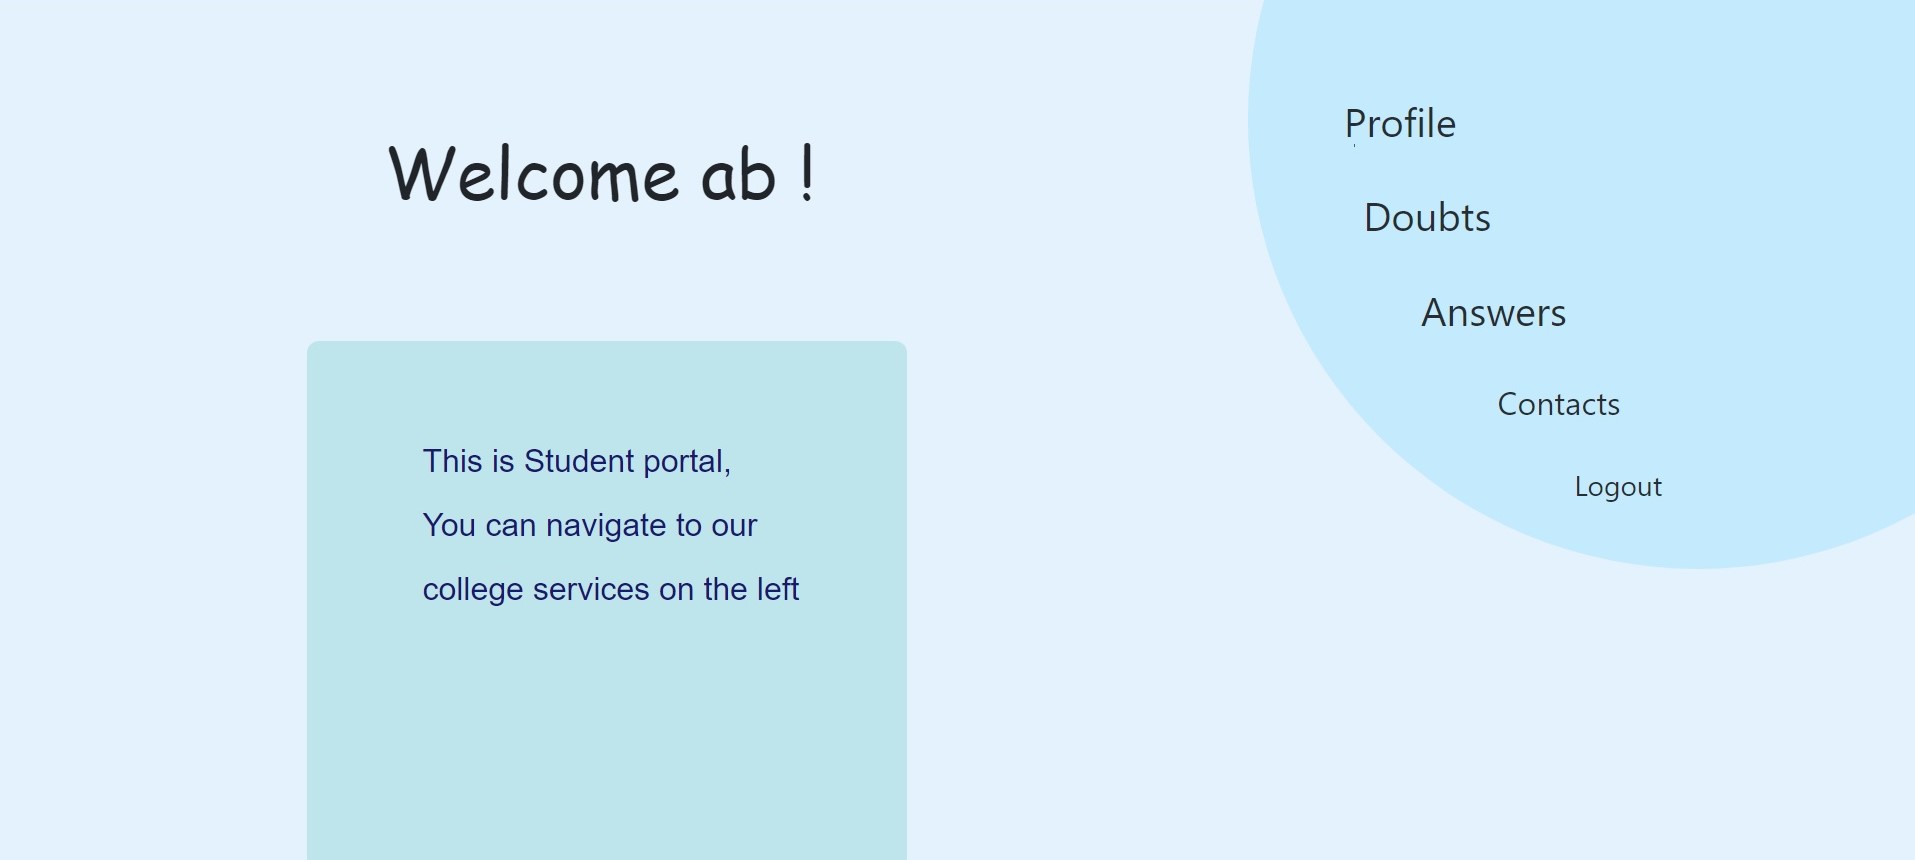 Welcome ab !
This is Student portal,
You can navigate to our
college services on the left
Profile
Doubts
Answers
Contacts
Logout